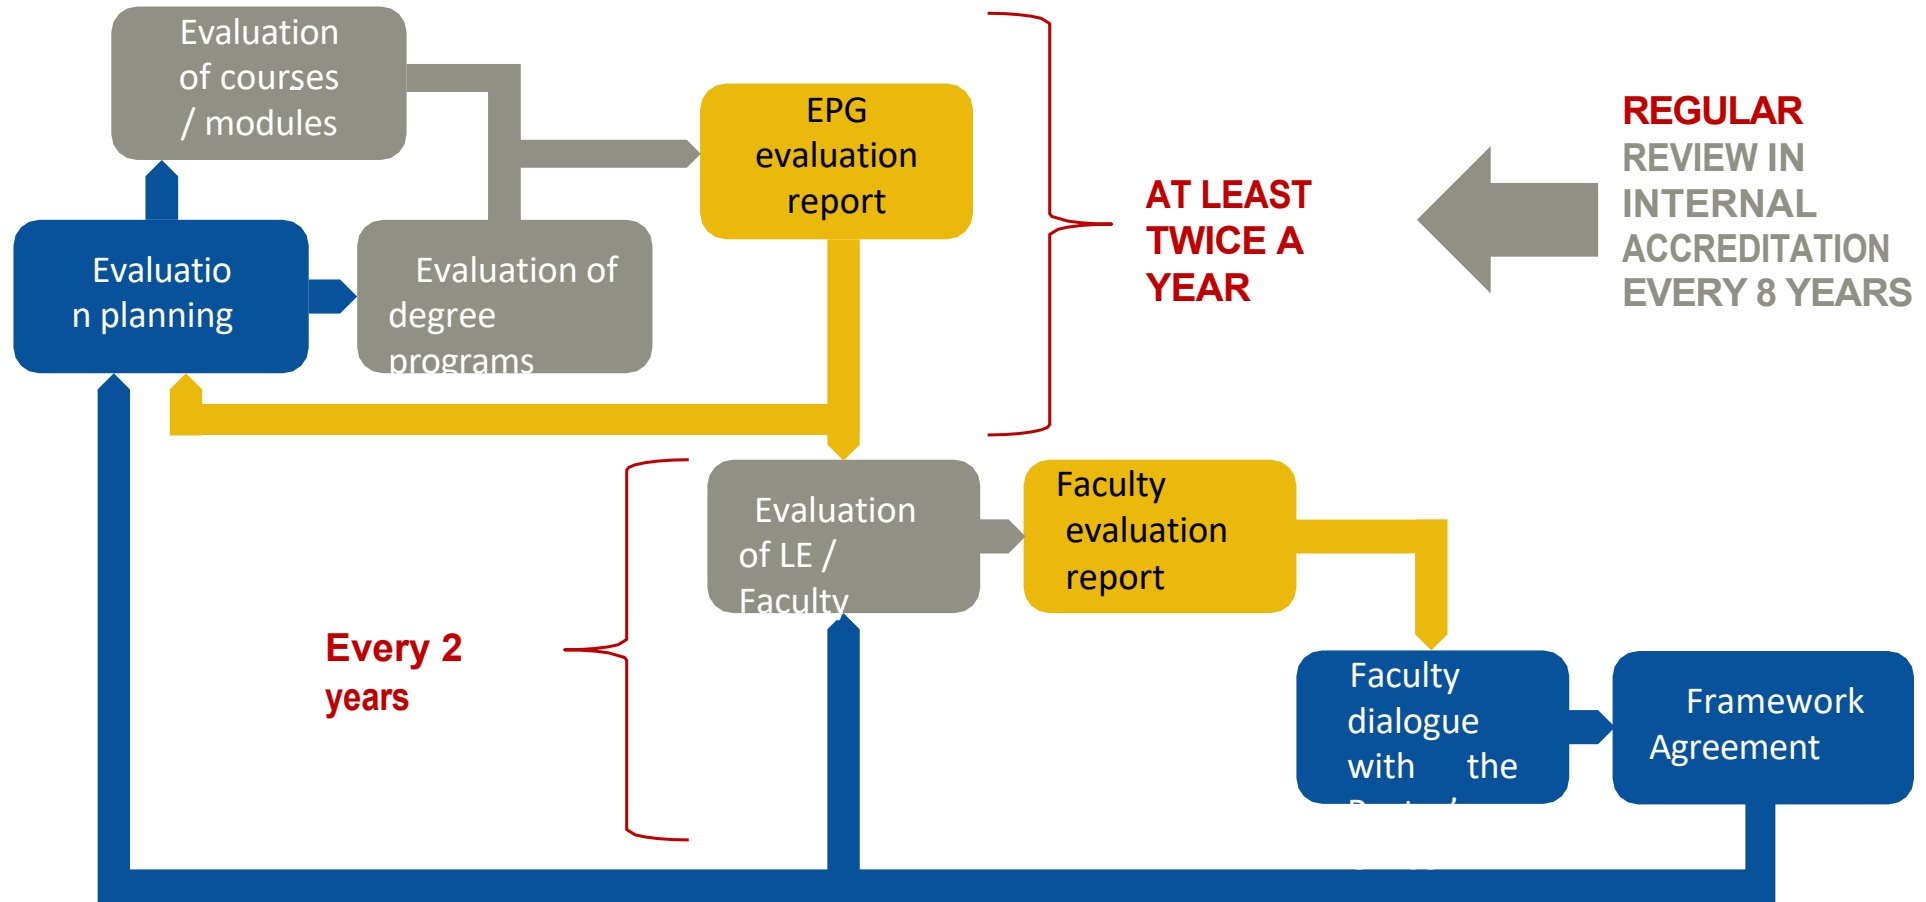 Evaluation
of courses
/ modules
EPG
evaluation
report
Evaluatio
n planning
Evaluation of
degree
programs
AT LEAST
TWICE A
YEAR
REGULAR
REVIEW IN
INTERNAL
ACCREDITATION
EVERY 8 YEARS
Evaluation
of LE /
Faculty
Faculty
evaluation
report
Every 2
years
Faculty
dialogue
with the
Framework
Agreement